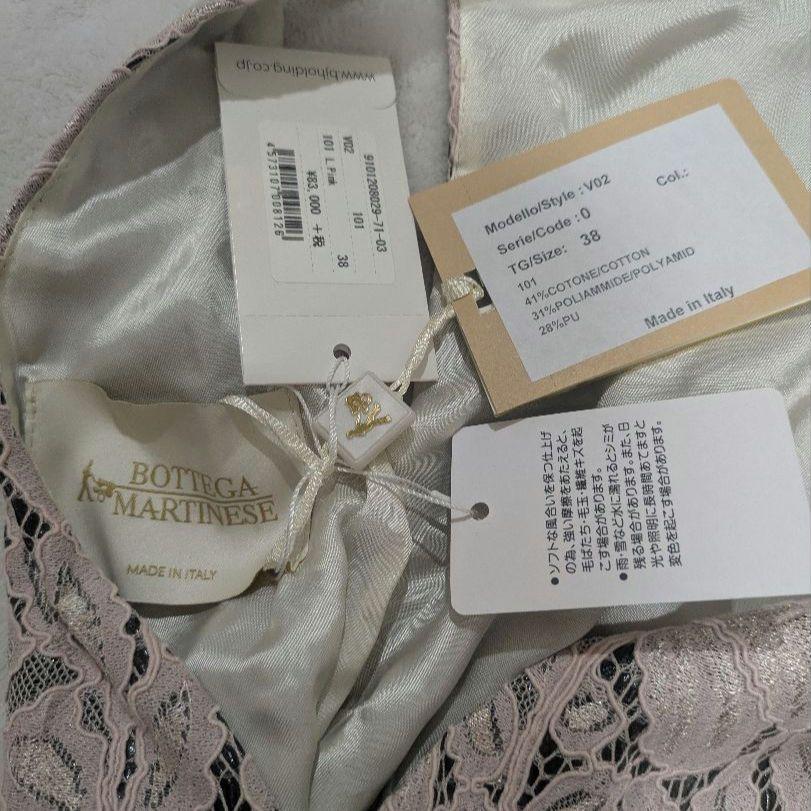 www.bjholding.co.jp
9101208029-71-03
V02 101 38
101 L.Pink
¥83,000 +税
4573107008126
Modello/Style : V02 Col.:
Serie/Code : 0
TG/Size: 38
101
41%COTONE/COTTON
31%POLIAMMIDE/POLYAMID
28%PU
Made in Italy
BOTTEGA
MARTINESE
MADE IN ITALY
●ソフトな風合いを保つ仕上げ
の為、強い摩擦をあたえると、
毛ばだち・毛玉・繊維キズを起
こす場合があります。
●雨・雪など水に濡れるとシミが
残る場合があります。また、日
光や照明に長時間あてますと
変色を起こす場合があります。